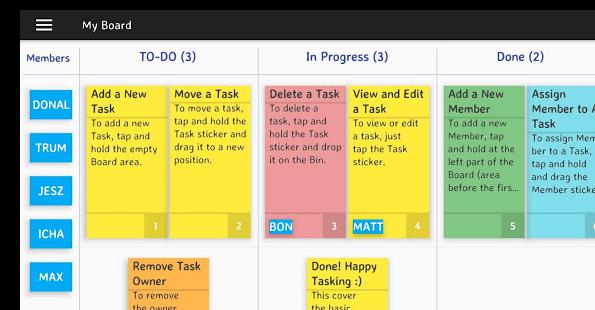 My Board
Members
TO-DO (3)
In Progress (3)
Done (2)
DONAL
TRUM
JESZ
ICHA
MAX
Add a New
Task
To add a new
Task, tap and
hold the empty
Board area.
1
Move a Task
To move a task,
tap and hold the
Task sticker and
drag it to a new
position.
2
Delete a Task
To delete a
task, tap and
hold the Task
sticker and drop
it on the Bin.
BON
3
View and Edit
a Task
To view or edit
a task, just
tap the Task
sticker.
MATT
4
Add a New
Member
To add a new
Member, tap
and hold at the
left part of the
Board (area
before the firs...
5
Assign
Member to A
Task
To assign Mem
ber to a Task,
tap and hold
and drag the
Member sticke
Remove Task
Owner
To remove
the owner
Done! Happy
Tasking :)
This cover
the basic